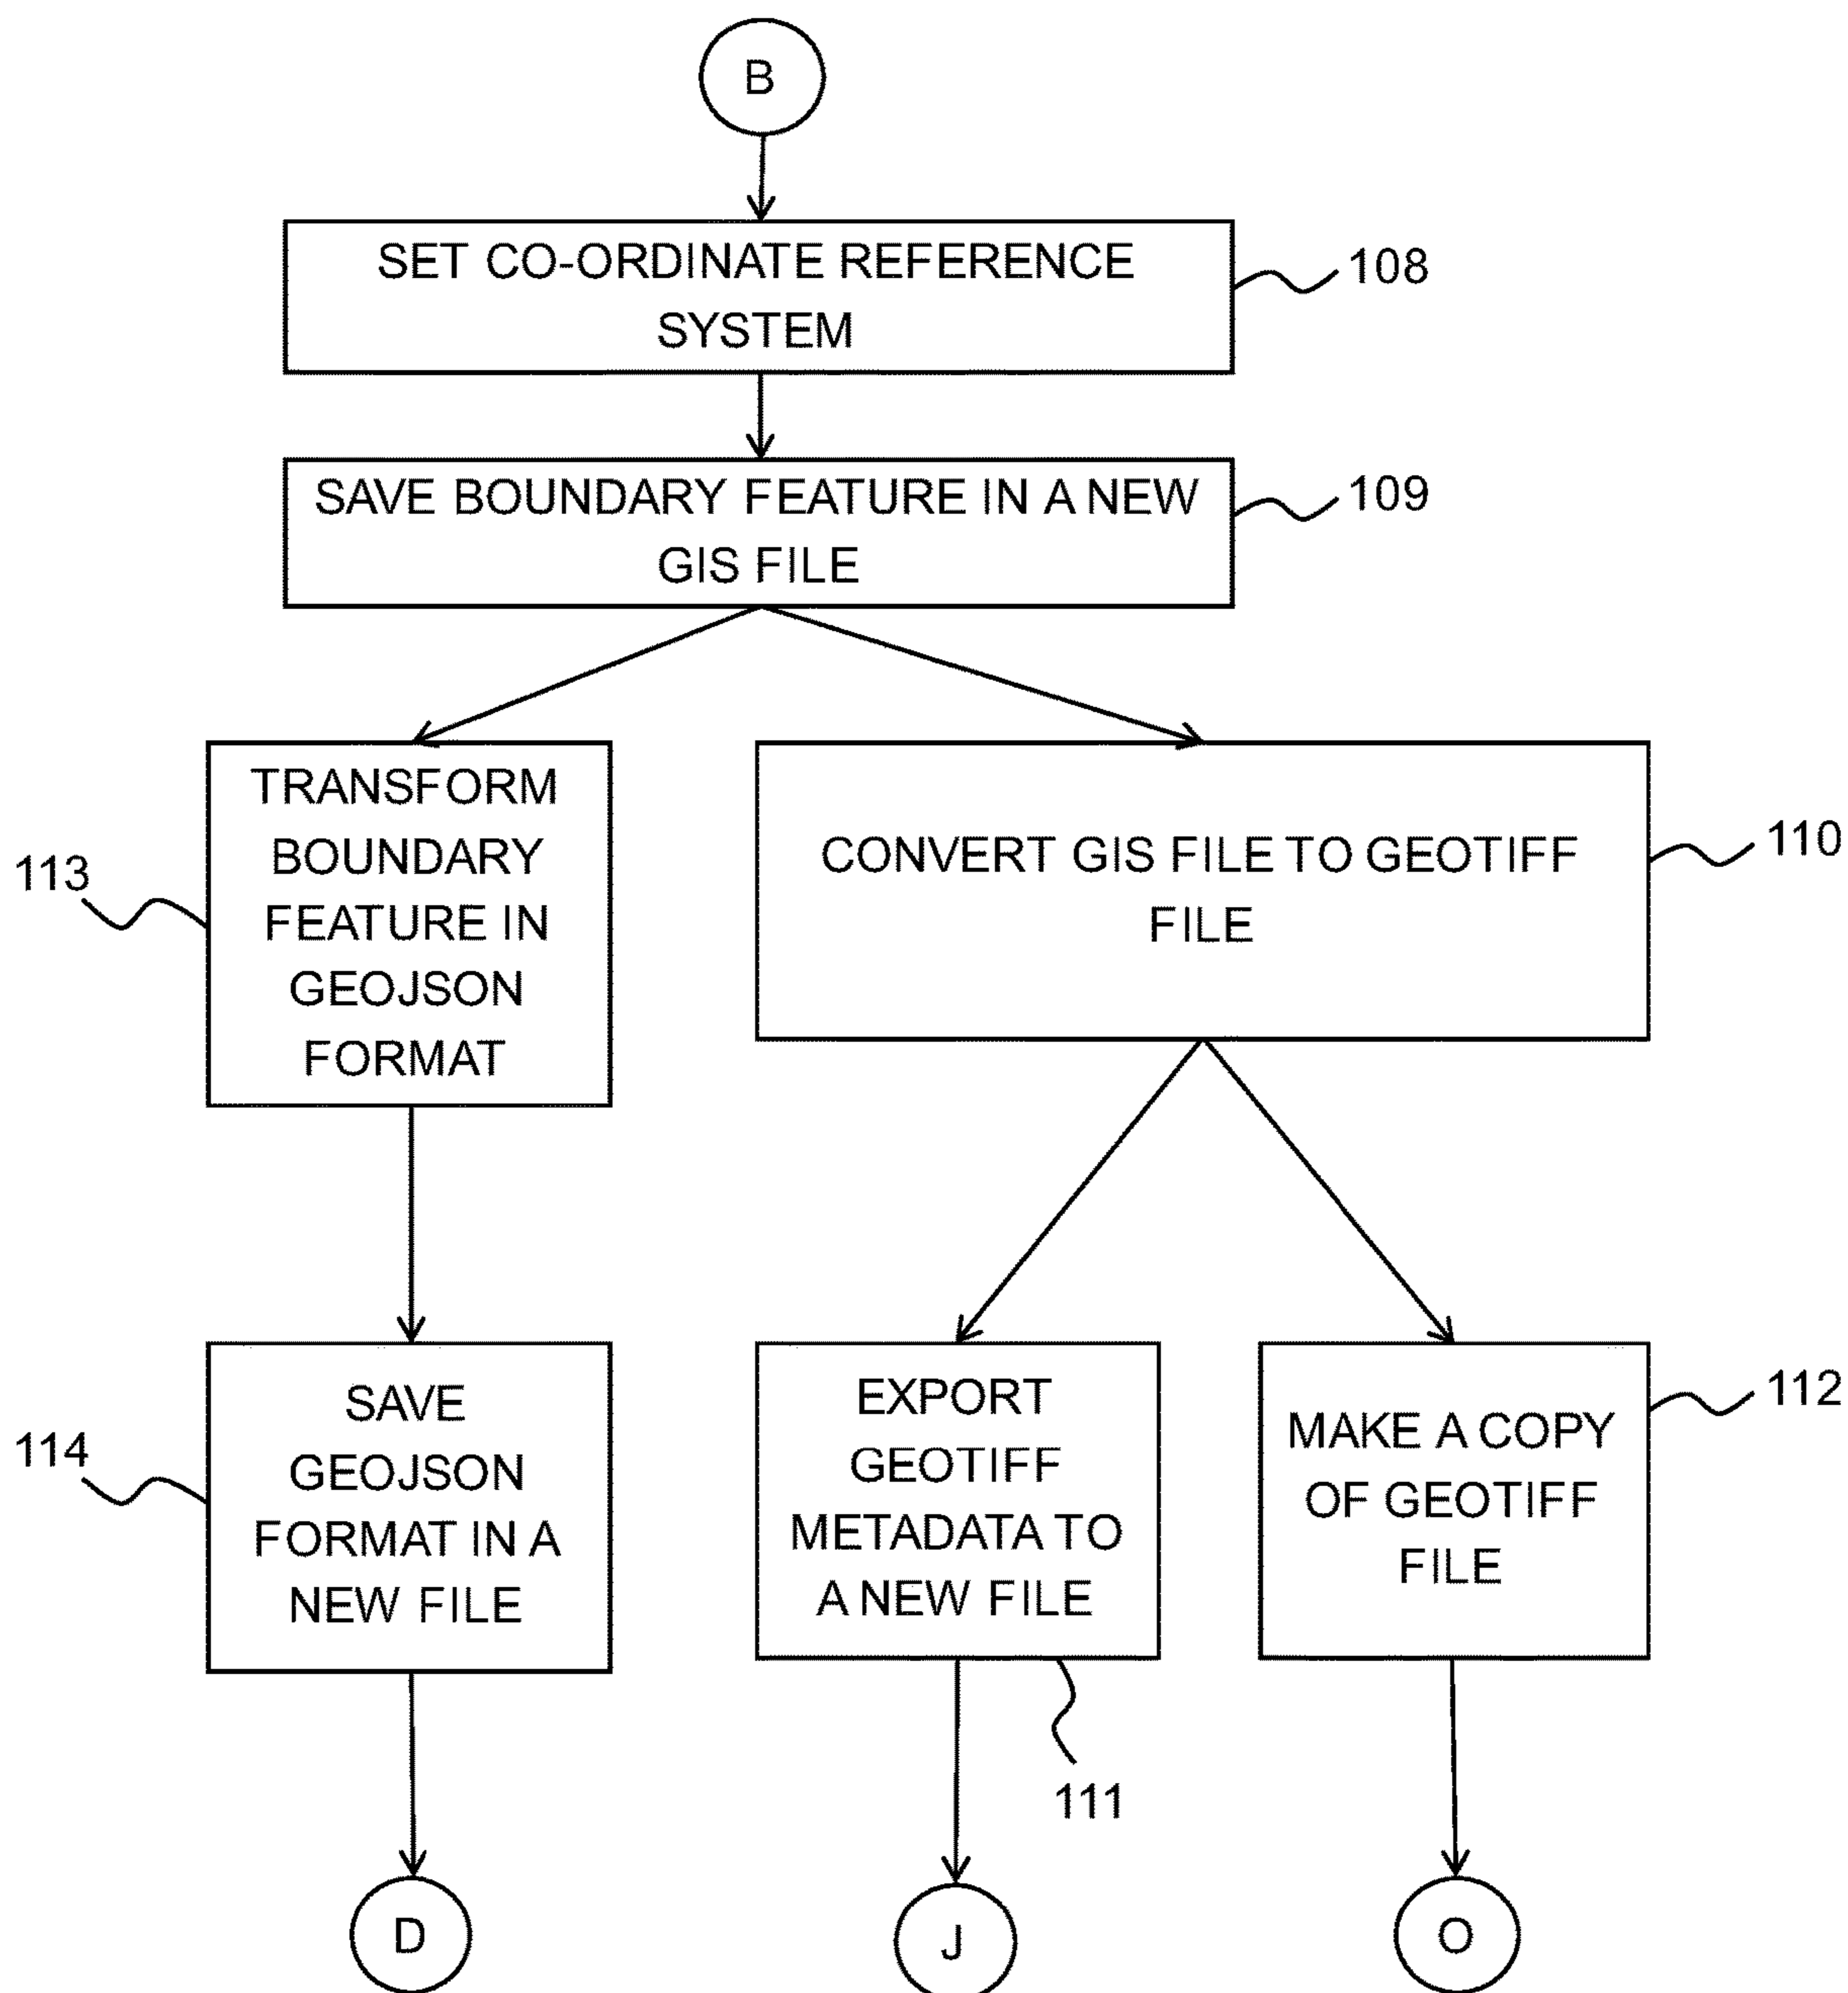 B
SET CO-ORDINATE REFERENCE
SYSTEM
108
SAVE BOUNDARY FEATURE IN A NEW
GIS FILE
109
TRANSFORM
BOUNDARY
FEATURE IN
GEOJSON
FORMAT
113
CONVERT GIS FILE TO GEOTIFF
FILE
110
SAVE
GEOJSON
FORMAT IN A
NEW FILE
114
EXPORT
GEOTIFF
METADATA TO
A NEW FILE
111
MAKE A COPY
OF GEOTIFF
FILE
112
D
J
O